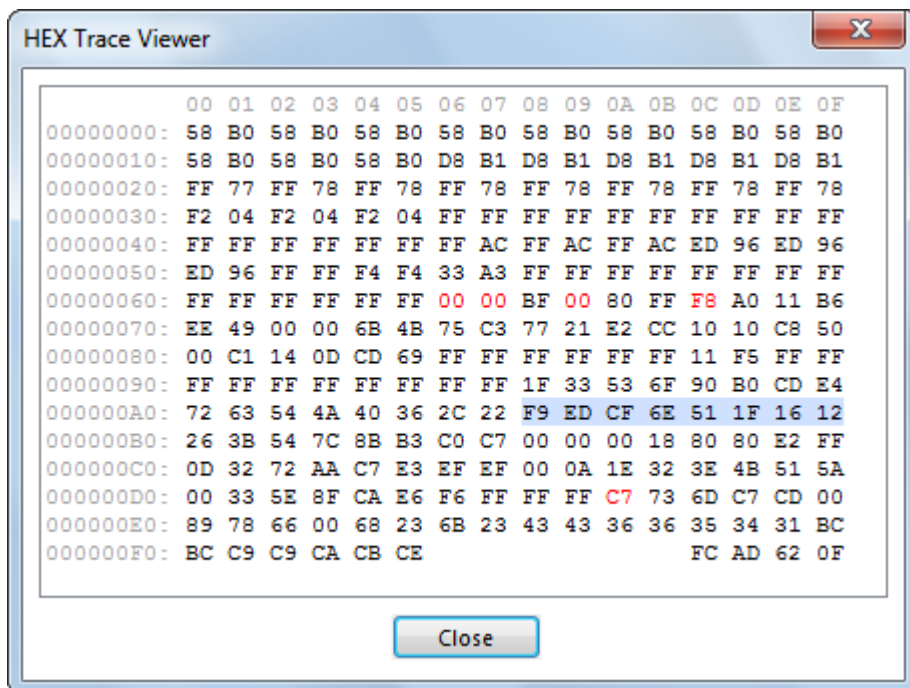 HEX Trace Viewer
00 01 02 03 04 05 06 07 08 09 0A 0B 0C 0D 0E 0F
00000000: 58 B0 58 B0 58 B0 58 B0 58 B0 58 B0 58 B0 58 B0
00000010: 58 B0 58 B0 58 B0 D8 B1 D8 B1 D8 B1 D8 B1 D8 B1
00000020: FF 77 FF 78 FF 78 FF 78 FF 78 FF 78 FF 78 FF 78
00000030: F2 04 F2 04 F2 04 FF FF FF FF FF FF FF FF FF FF
00000040: FF FF FF FF FF FF FF AC FF AC FF AC ED 96 ED 96
00000050: ED 96 FF FF F4 F4 33 A3 FF FF FF FF FF FF FF FF
00000060: FF FF FF FF FF FF 00 00 BF 00 80 FF F8 A0 11 B6
00000070: EE 49 00 00 6B 4B 75 C3 77 21 E2 CC 10 10 C8 50
00000080: 00 C1 14 0D CD 69 FF FF FF FF FF FF 11 F5 FF FF
00000090: FF FF FF FF FF FF FF FF 1F 33 53 6F 90 B0 CD E4
000000A0: 72 63 54 4A 40 36 2C 22 F9 ED CF 6E 51 1F 16 12
000000B0: 26 3B 54 7C 8B B3 C0 C7 00 00 00 18 80 80 E2 FF
000000C0: 0D 32 72 AA C7 E3 EF EF 00 0A 1E 32 3E 4B 51 5A
000000D0: 00 33 5E 8F CA E6 F6 FF FF FF C7 73 6D C7 CD 00
000000E0: 89 78 66 00 68 23 6B 23 43 43 36 36 35 34 31 BC
000000F0: BC C9 C9 CA CB CE FC AD 62 0F
Close